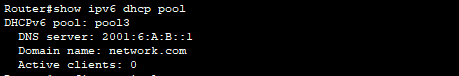 Router#show ipv6 dhcp pool
DHCPv6 pool: pool3
  DNS server: 2001:6:A:B::1
  Domain name: network.com
  Active clients: 0